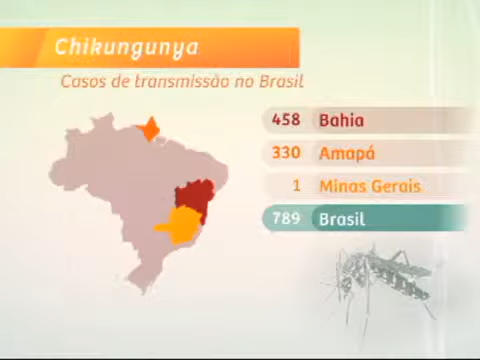 Chikungunya
Casos de transmissão no Brasil
458 Bahia
330 Amapá
1 Minas Gerais
789 Brasil